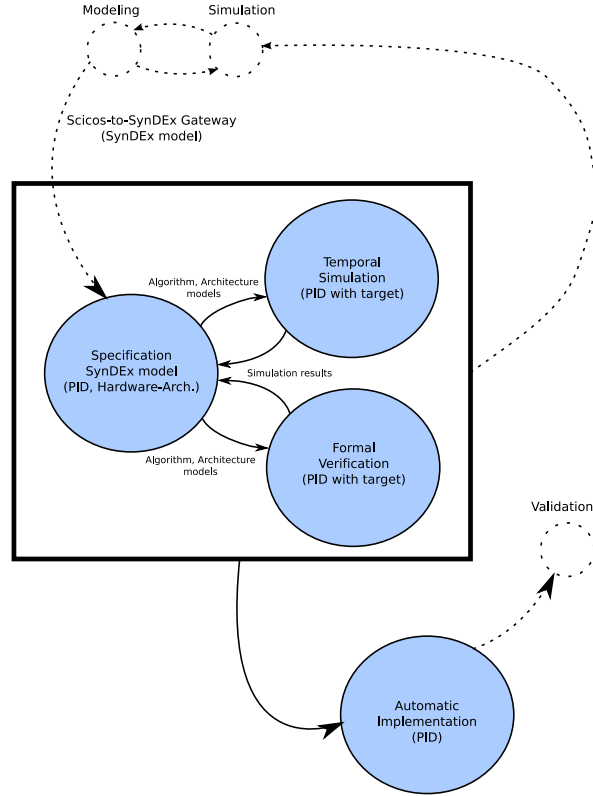 Modeling
Simulation
Scicos-to-SynDEx Gateway
(SynDEx model)
Temporal
Simulation
(PID with target)
Algorithm, Architecture
models
Specification
SynDEx model
(PID, Hardware-Arch.)
Simulation results
Algorithm, Architecture
models
Formal
Verification
(PID with target)
Validation
Automatic
Implementation
(PID)